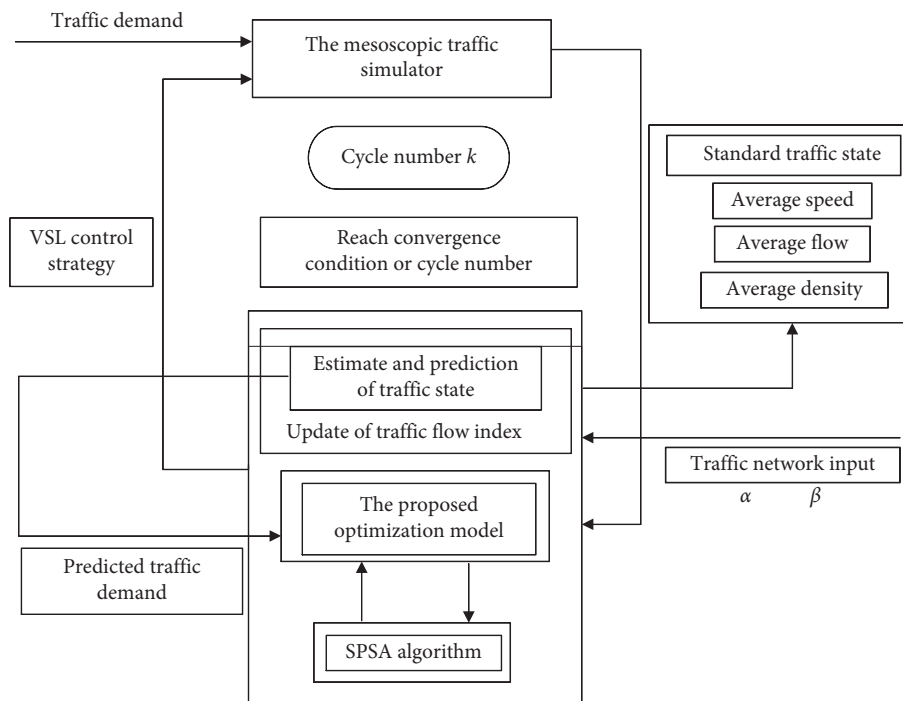 Traffic demand
The mesoscopic traffic
simulator
Cycle number k
Standard traffic state
Average speed
Average flow
Average density
VSL control
strategy
Reach convergence
condition or cycle number
Estimate and prediction
of traffic state
Update of traffic flow index
Traffic network input
α β
The proposed
optimization model
Predicted traffic
demand
SPSA algorithm